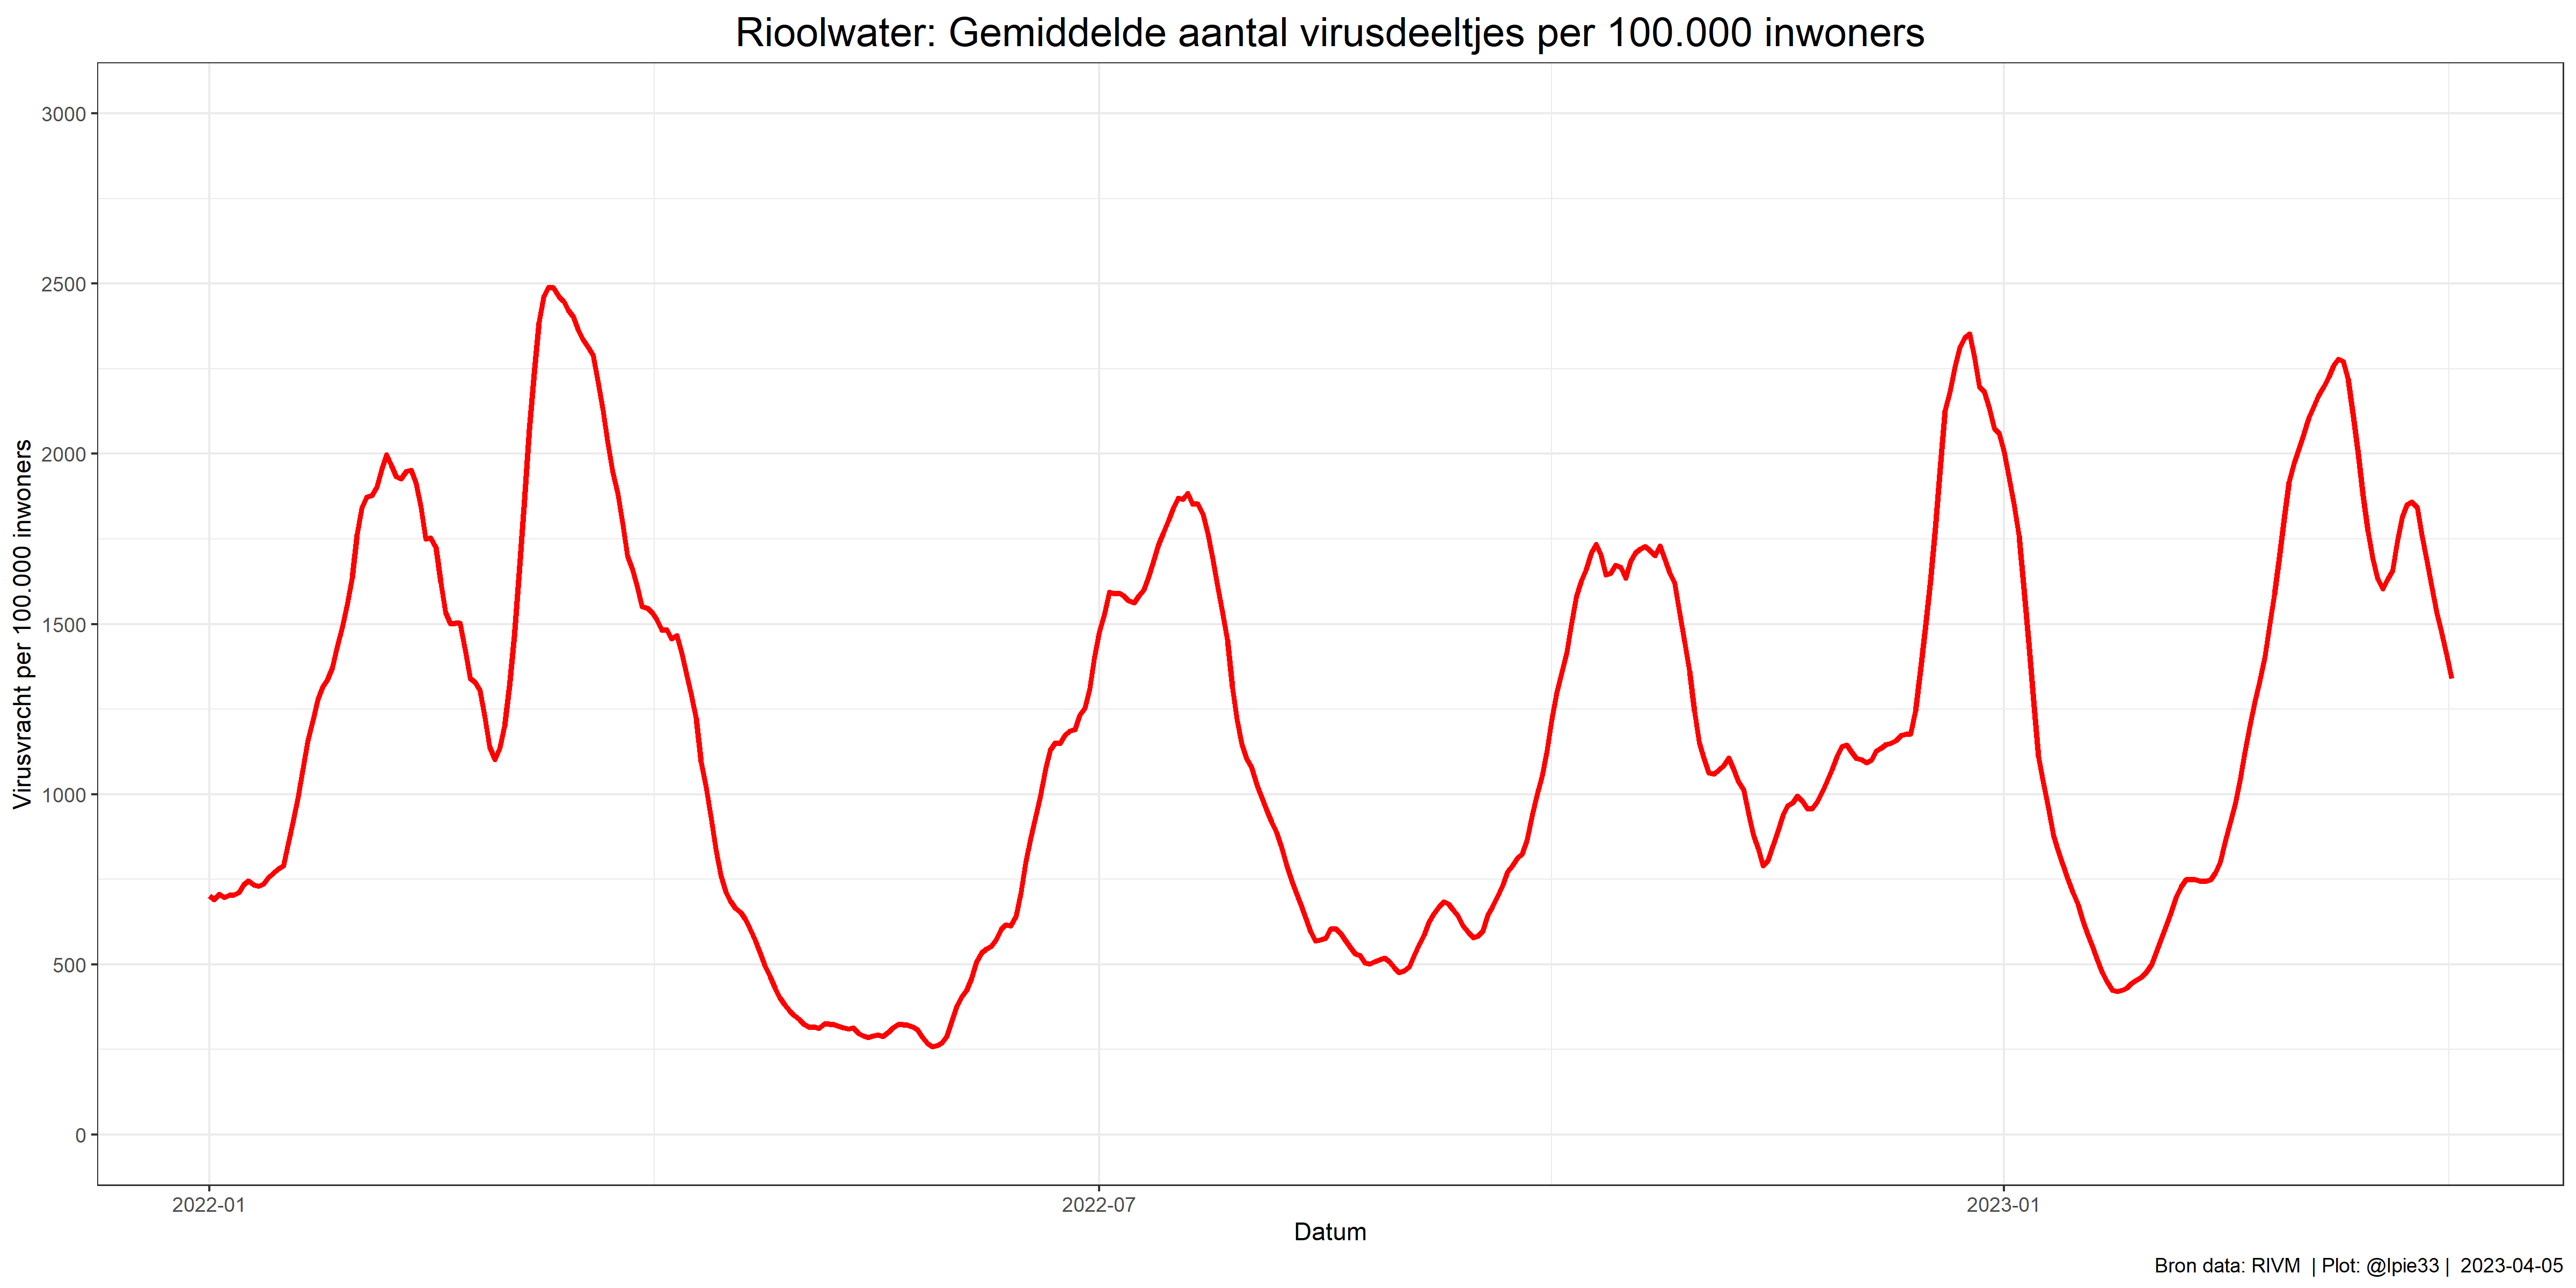 Rioolwater: Gemiddelde aantal virusdeeltjes per 100.000 inwoners
Virusvracht per 100.000 inwoners
3000
2500
2000
1500
1000
500
0
2022-01
2022-07
2023-01
Datum
Bron data: RIVM | Plot: @lpie33 | 2023-04-05